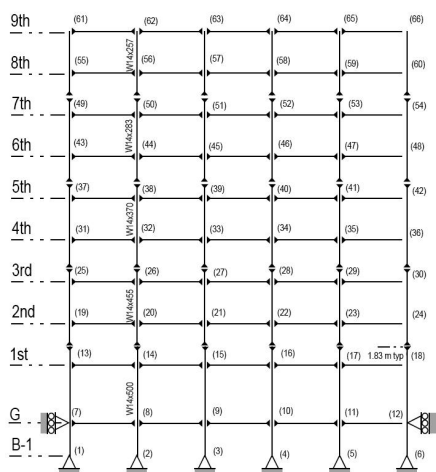 9th (61) (62) (63) (64) (65) (66)
W14x257
8th (55) (56) (57) (58) (59) (60)
7th (49) (50) (51) (52) (53) (54)
W14x283
6th (43) (44) (45) (46) (47) (48)
5th (37) (38) (39) (40) (41) (42)
W14x370
4th (31) (32) (33) (34) (35) (36)
3rd (25) (26) (27) (28) (29) (30)
W14x455
2nd (19) (20) (21) (22) (23) (24)
1st (13) (14) (15) (16) (17) (18)
1.83 m typ
W14x500
G (7) (8) (9) (10) (11) (12)
B-1 (1) (2) (3) (4) (5) (6)